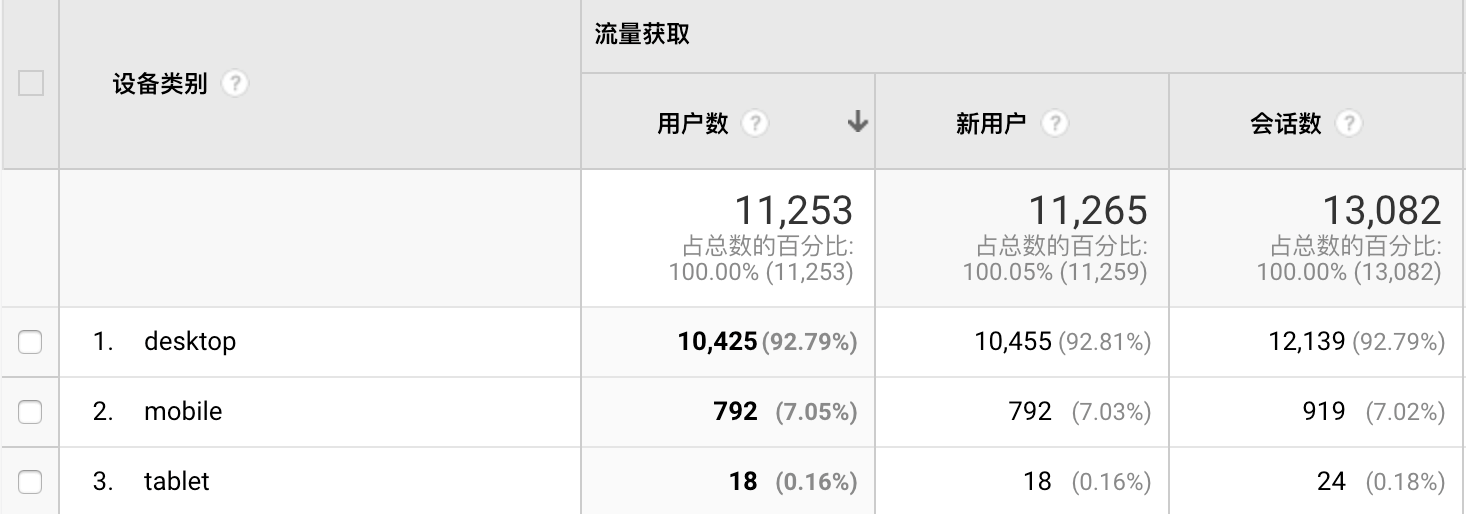 流量获取
设备类别 ?
用户数 ? 新用户 ? 会话数 ?
11,253 11,265 13,082
占总数的百分比: 占总数的百分比: 占总数的百分比:
100.00% (11,253) 100.05% (11,259) 100.00% (13,082)
1. desktop 10,425 (92.79%) 10,455 (92.81%) 12,139 (92.79%)
2. mobile 792 (7.05%) 792 (7.03%) 919 (7.02%)
3. tablet 18 (0.16%) 18 (0.16%) 24 (0.18%)